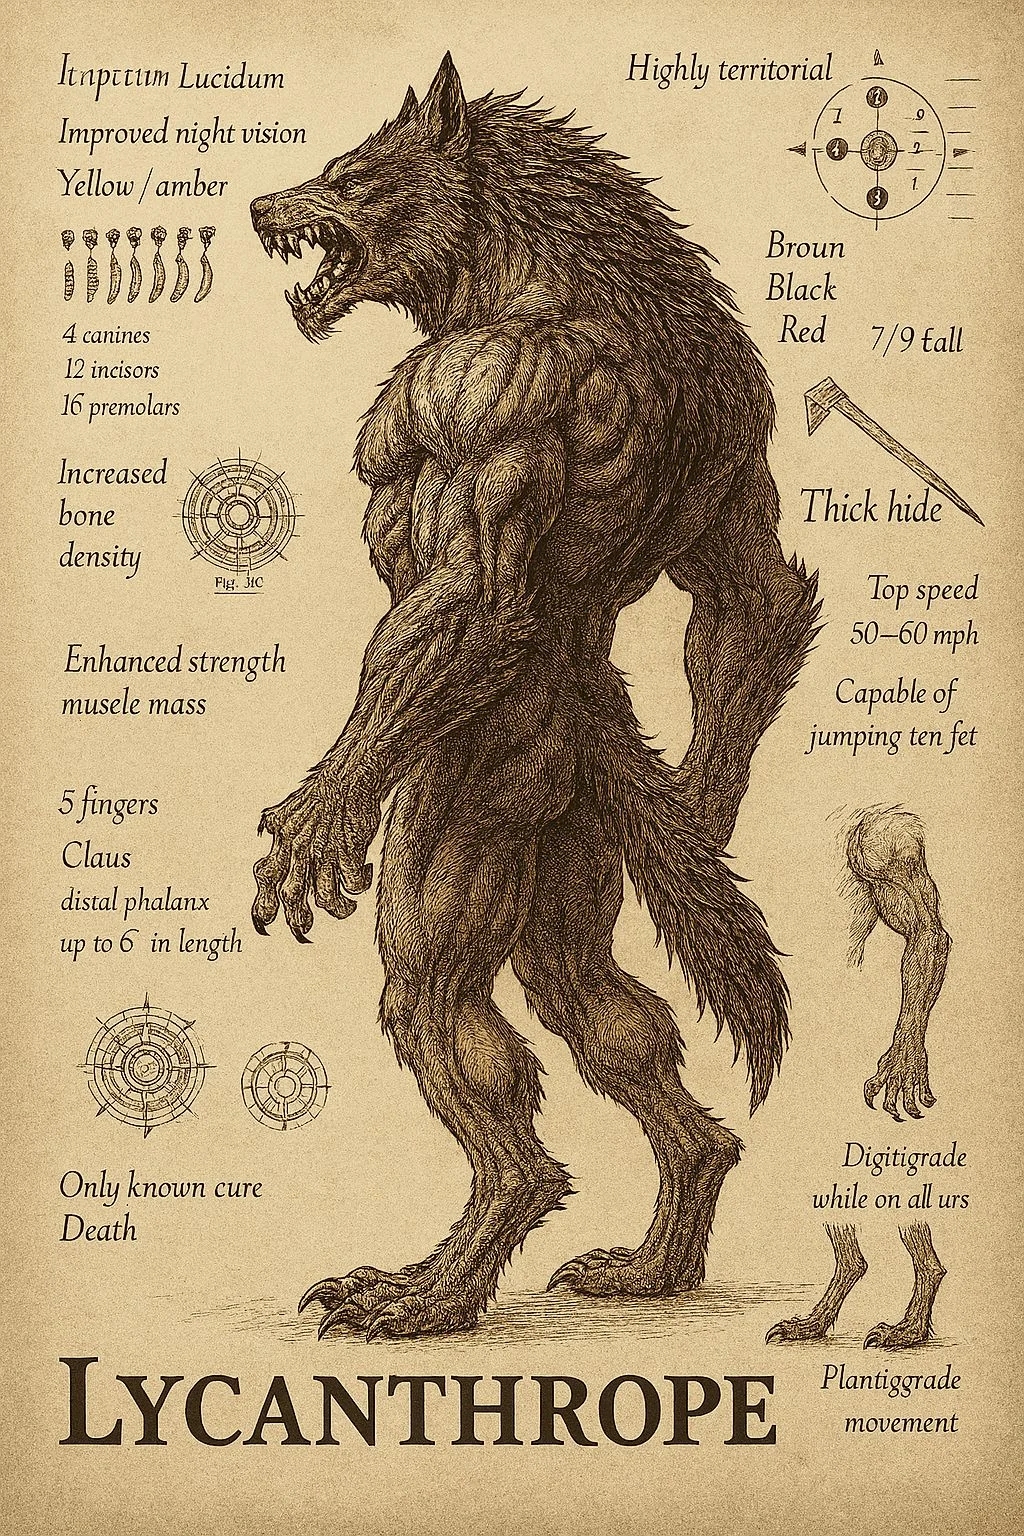 Lucidum
Improved night vision
Yellow / amber
4 canines
12 incisors
16 premolars
Increased
bone
density
Fig.
Enhanced strength
musele mass
5 fingers
Claus
distal phalanx
up to 6 in length
Only known cure
Death
Highly territorial
Broun
Black
Red
7/9 tall
Thick hide
Top speed
50–60 mph
Capable of
jumping ten fet
Digitigrade
while on all urs
Plantiggrade
movement
LYCANTHROPE